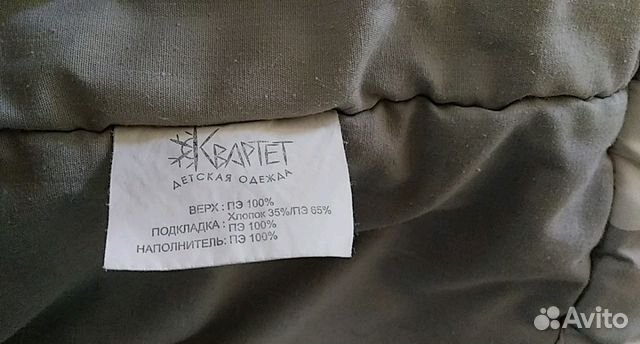 КВАРТЕТ
ДЕТСКАЯ ОДЕЖДА
ВЕРХ : ПЭ 100%
Хлопок 35%/ПЭ 65%
ПОДКЛАДКА : ПЭ 100%
НАПОЛНИТЕЛЬ: ПЭ 100%
Avito